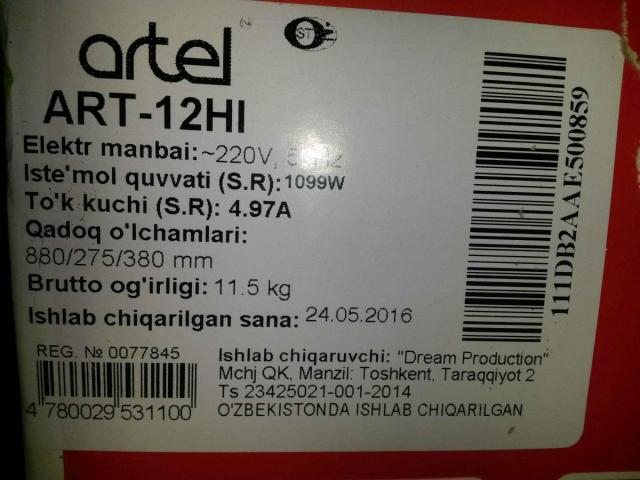 artel
ST
ART-12HI
Elektr manbai: ~220V,
Iste'mol quvvati (S.R): 1099W
To'k kuchi (S.R): 4.97A
Qadoq o'lchamlari:
880/275/380 mm
Brutto og'irligi: 11.5 kg
Ishlab chiqarilgan sana: 24.05.2016
REG. № 0077845
4 780029 531100
Ishlab chiqaruvchi: "Dream Production"
Mchj QK, Manzil: Toshkent, Taraqqiyot 2
Ts 23425021-001-2014
O'ZBEKISTONDA ISHLAB CHIQARILGAN
111DB2AAE500859